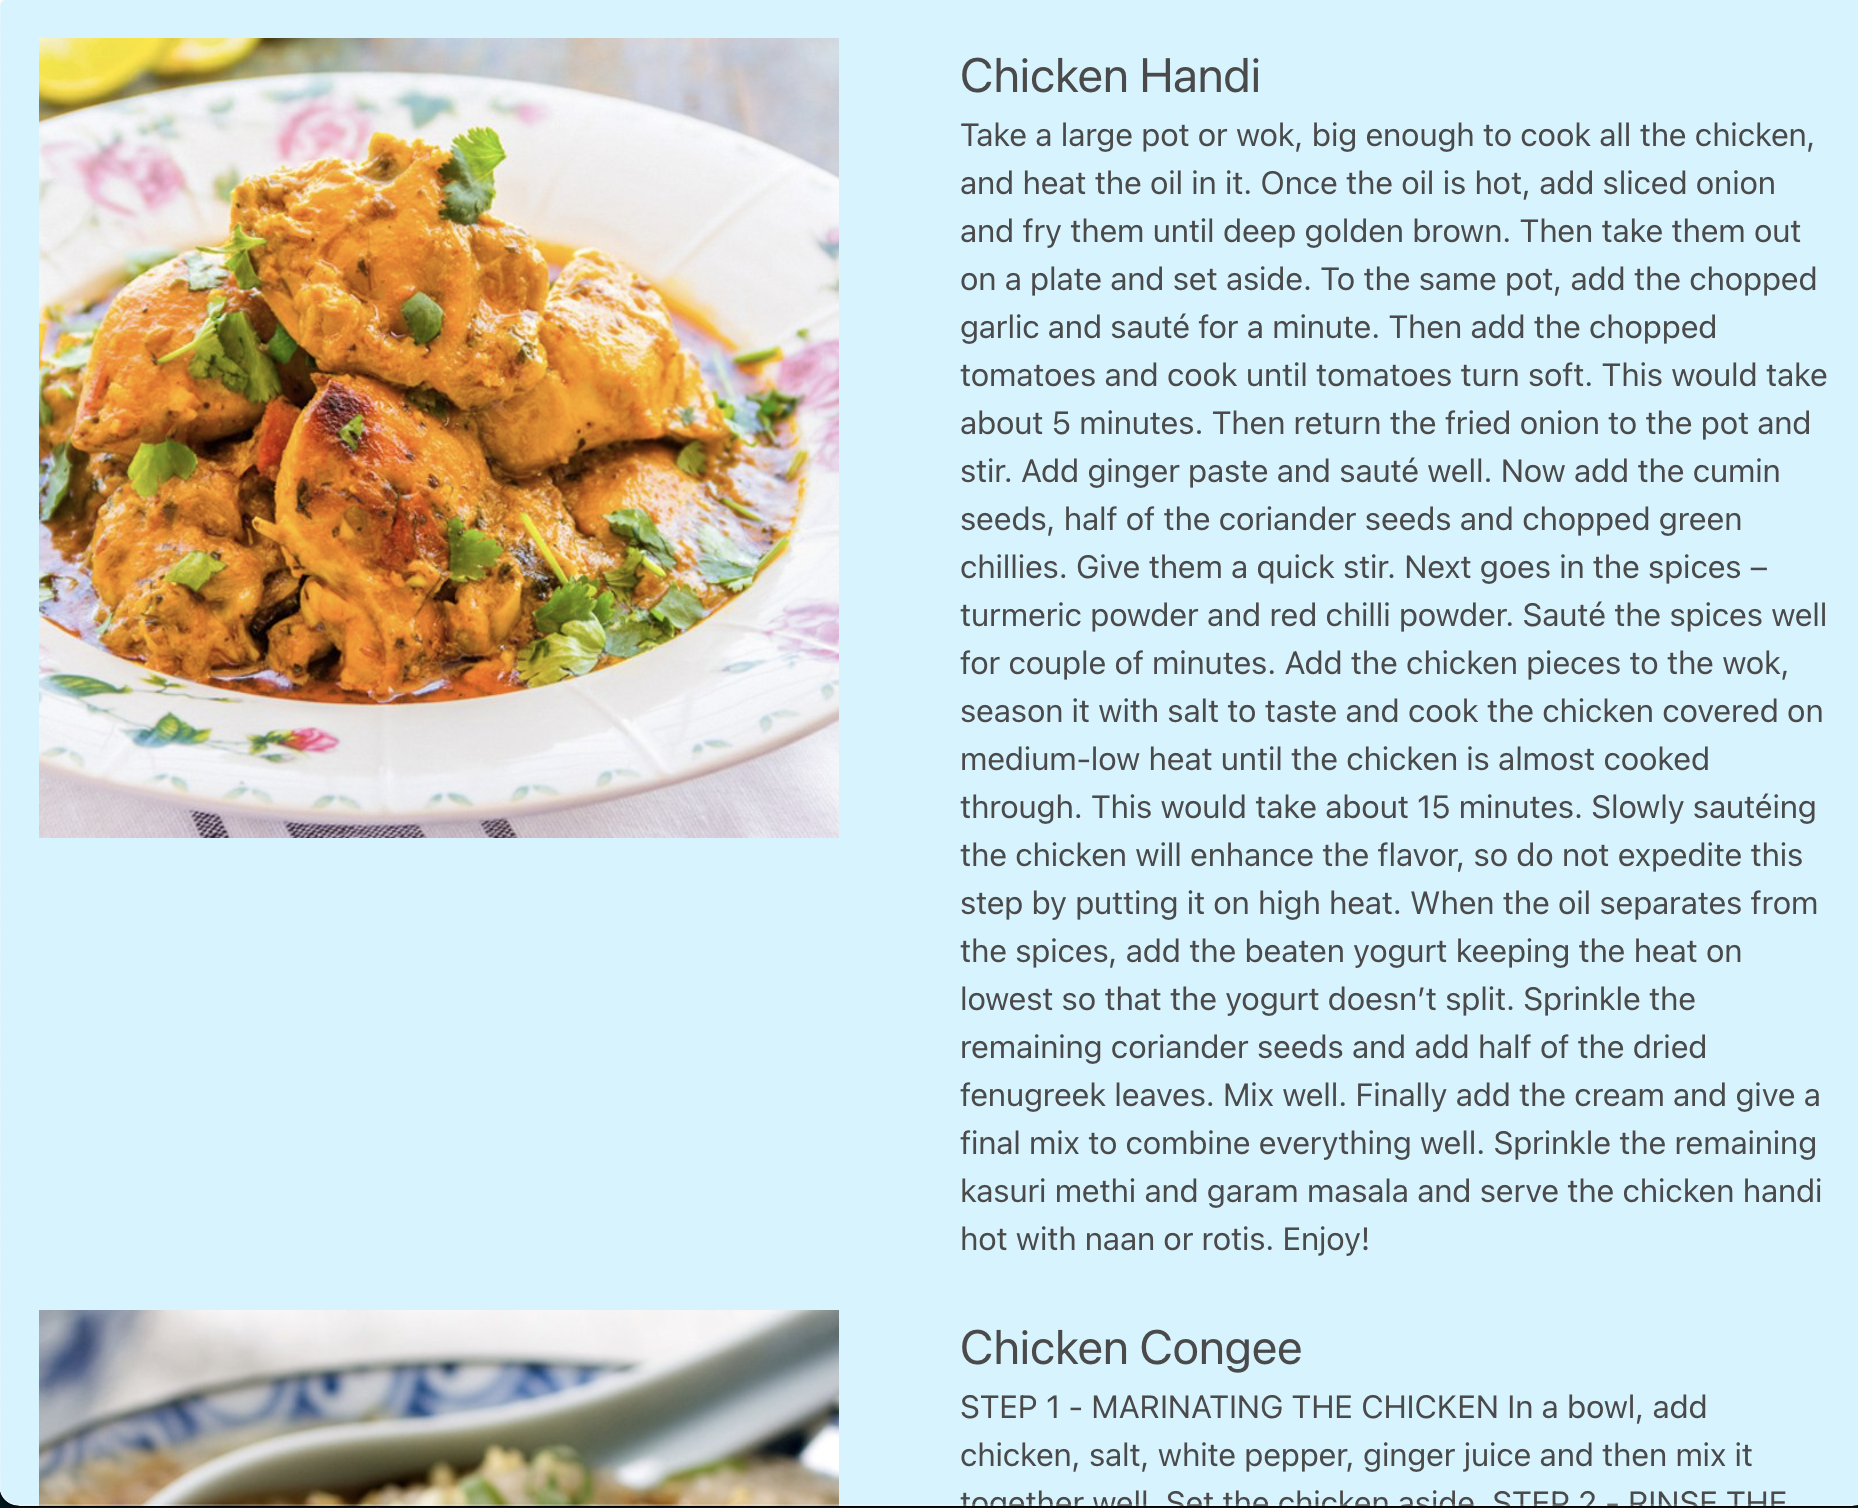 Chicken Handi
Take a large pot or wok, big enough to cook all the chicken,
and heat the oil in it. Once the oil is hot, add sliced onion
and fry them until deep golden brown. Then take them out
on a plate and set aside. To the same pot, add the chopped
garlic and sauté for a minute. Then add the chopped
tomatoes and cook until tomatoes turn soft. This would take
about 5 minutes. Then return the fried onion to the pot and
stir. Add ginger paste and sauté well. Now add the cumin
seeds, half of the coriander seeds and chopped green
chillies. Give them a quick stir. Next goes in the spices –
turmeric powder and red chilli powder. Sauté the spices well
for couple of minutes. Add the chicken pieces to the wok,
season it with salt to taste and cook the chicken covered on
medium-low heat until the chicken is almost cooked
through. This would take about 15 minutes. Slowly sautéing
the chicken will enhance the flavor, so do not expedite this
step by putting it on high heat. When the oil separates from
the spices, add the beaten yogurt keeping the heat on
lowest so that the yogurt doesn’t split. Sprinkle the
remaining coriander seeds and add half of the dried
fenugreek leaves. Mix well. Finally add the cream and give a
final mix to combine everything well. Sprinkle the remaining
kasuri methi and garam masala and serve the chicken handi
hot with naan or rotis. Enjoy!
Chicken Congee
STEP 1 - MARINATING THE CHICKEN In a bowl, add
chicken, salt, white pepper, ginger juice and then mix it
together well. Set the chicken aside. STEP 2 - RINSE THE